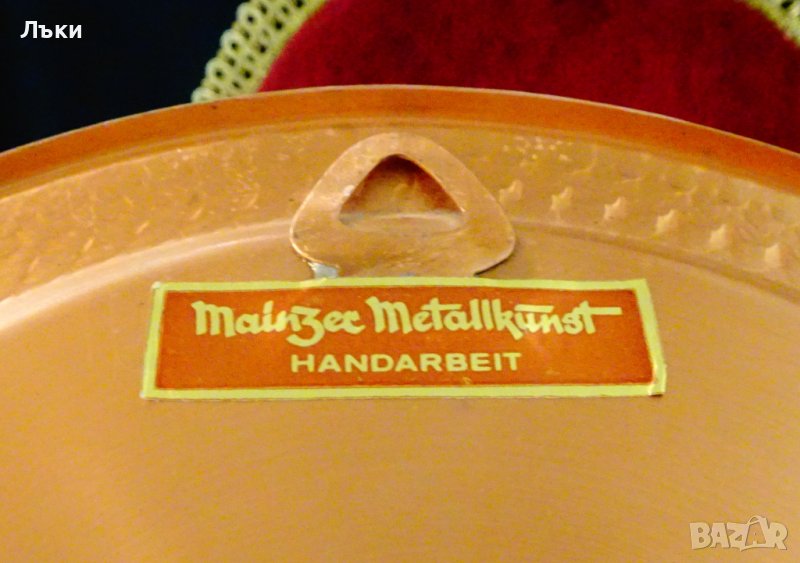 Лъки
Mainzer Metallkunst
HANDARBEIT
BAZAR